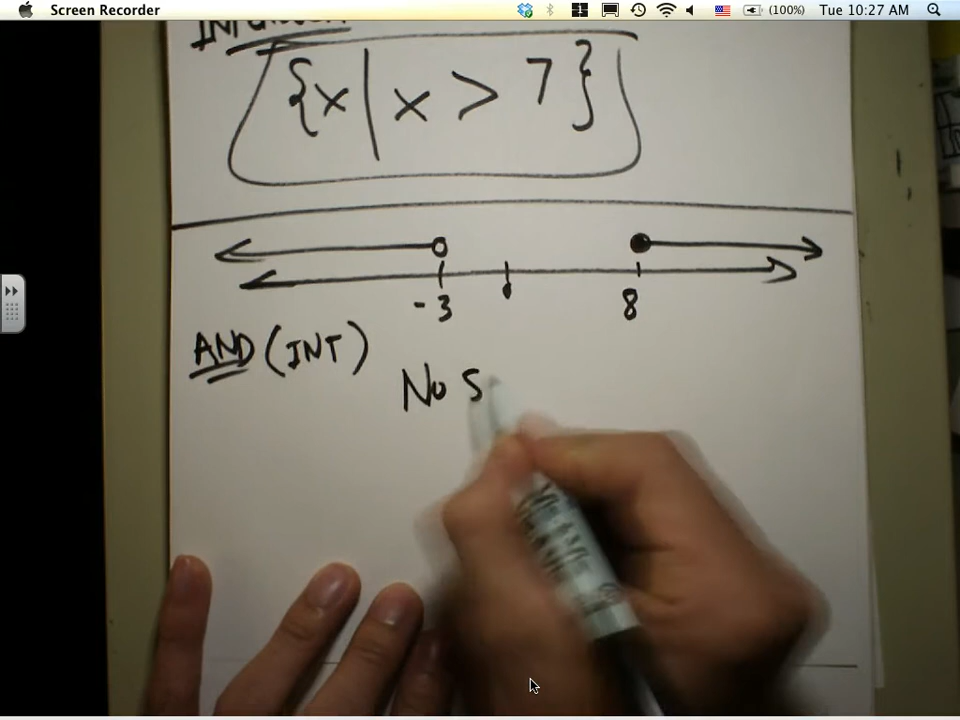 Screen Recorder
(100%)
Tue 10:27 AM
{x | x > 7}
-3
8
AND (INT)
No S